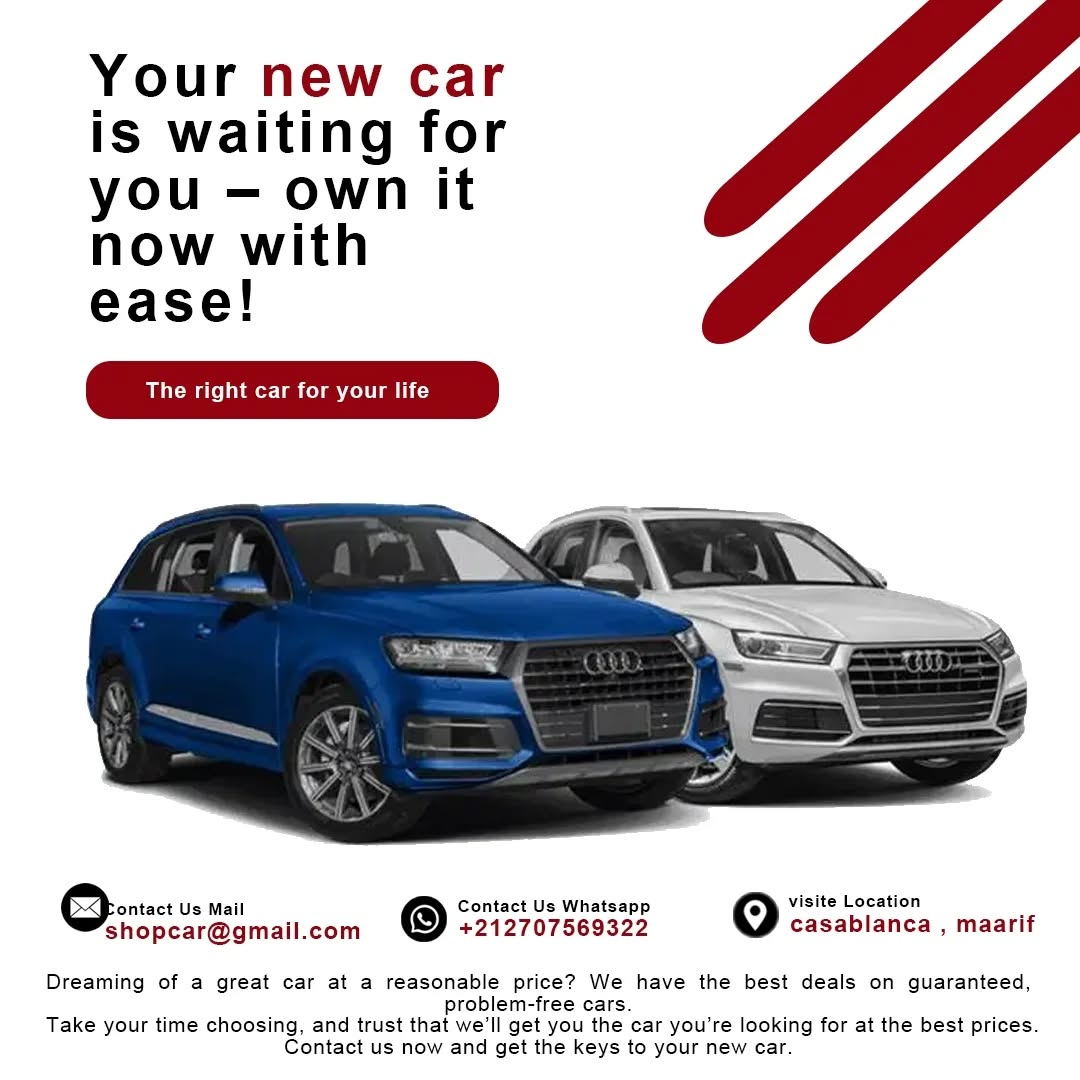 Your new car
is waiting for
you – own it
now with
ease!
The right car for your life
Contact Us Mail
shopcar@gmail.com
Contact Us Whatsapp
+212707569322
visite Location
casablanca , maarif
Dreaming of a great car at a reasonable price? We have the best deals on guaranteed,
problem-free cars.
Take your time choosing, and trust that we’ll get you the car you’re looking for at the best prices.
Contact us now and get the keys to your new car.